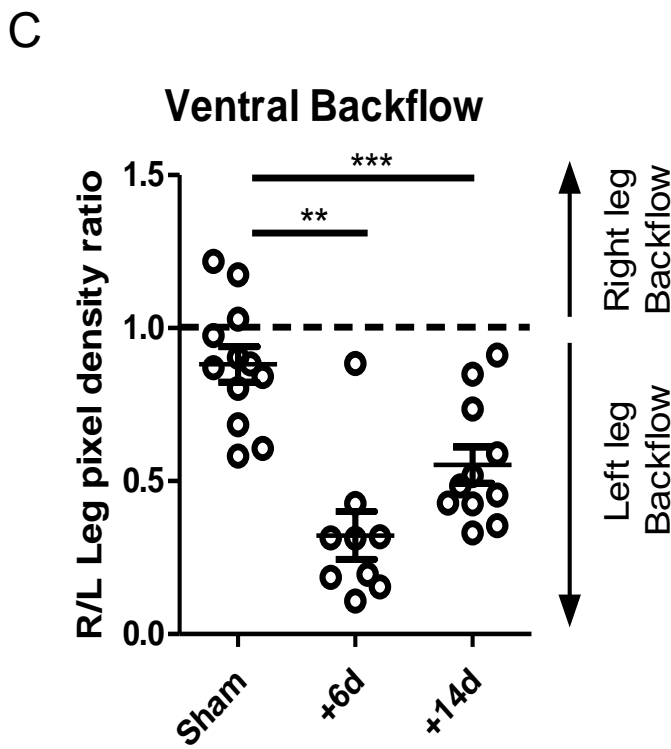 C
Ventral Backflow
R/L Leg pixel density ratio
1.5
1.0
0.5
0.0
***
**
Sham
+6d
+14d
Right leg
Backflow
Left leg
Backflow